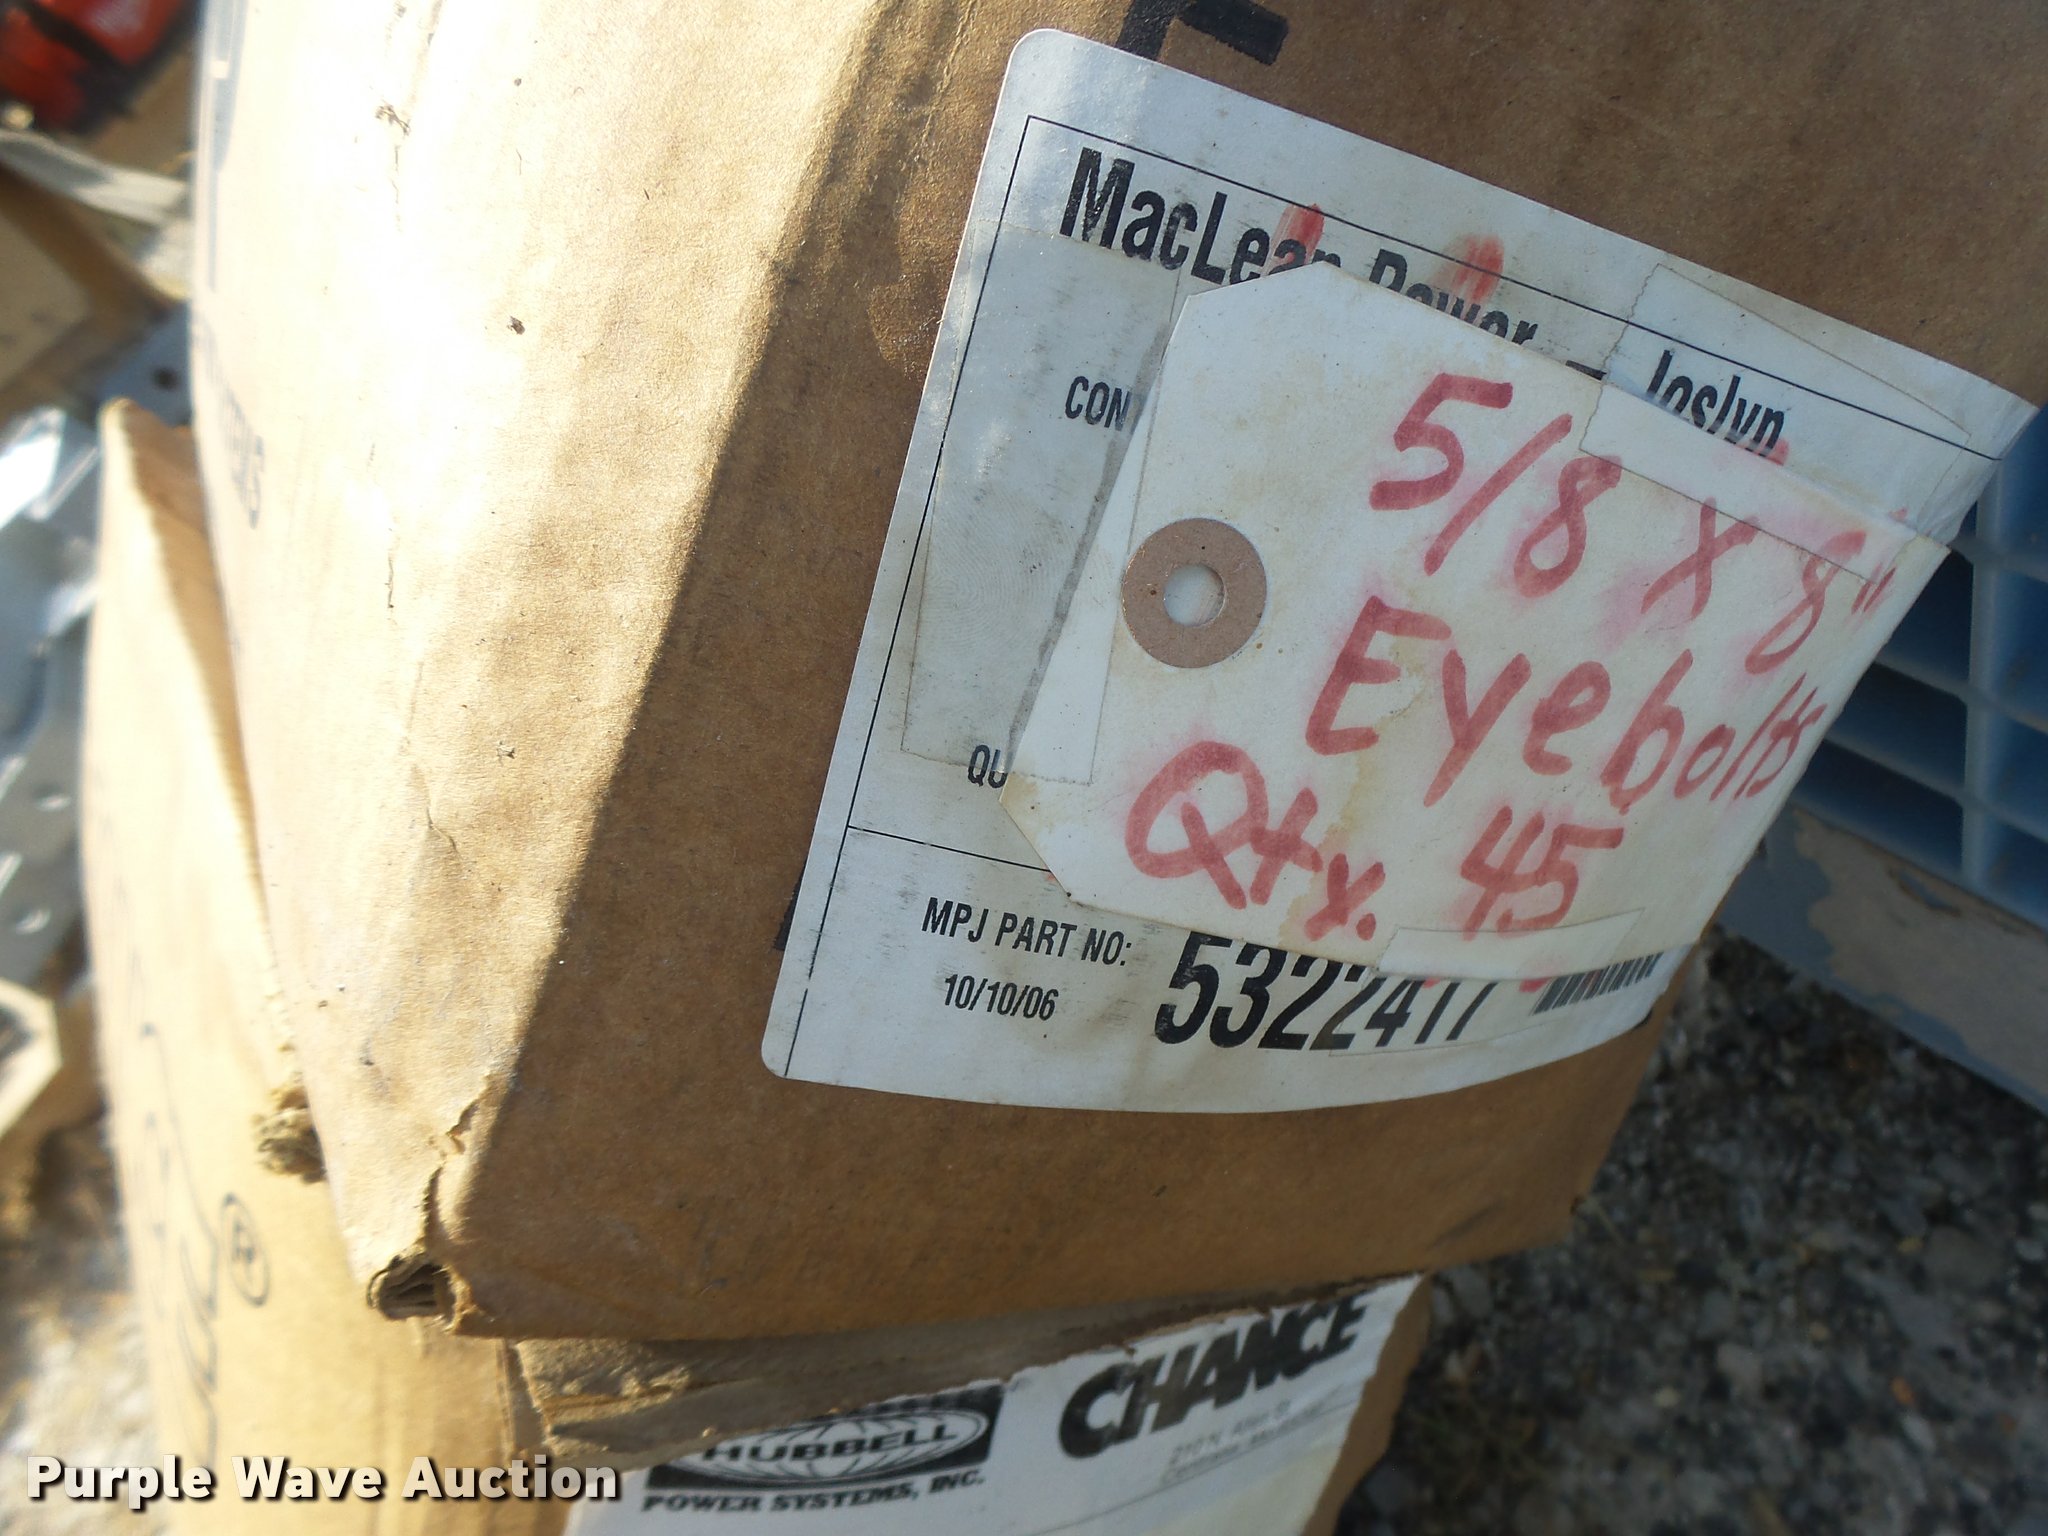 MacLean Power – Joslyn
CON
5/8 x 8"
Eyebolts
Qty. 45
QU
MPJ PART NO:
10/10/06
5322417
®
CHANCE
HUBBELL
POWER SYSTEMS, INC.
Purple Wave Auction